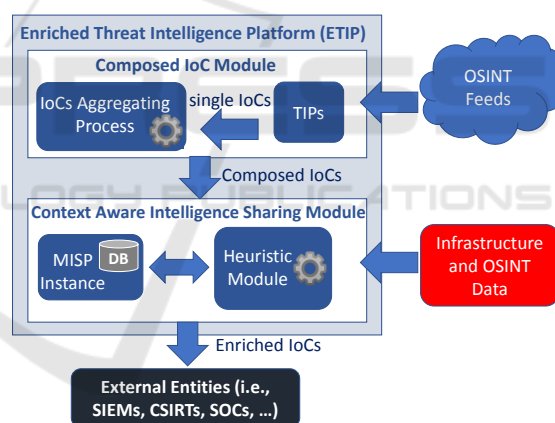 Enriched Threat Intelligence Platform (ETIP)
Composed IoC Module
IoCs Aggregating
Process
single IoCs
TIPs
OSINT
Feeds
Composed IoCs
Context Aware Intelligence Sharing Module
MISP
Instance
DB
Heuristic
Module
Infrastructure
and OSINT
Data
Enriched IoCs
External Entities (i.e.,
SIEMs, CSIRTs, SOCs, ...)